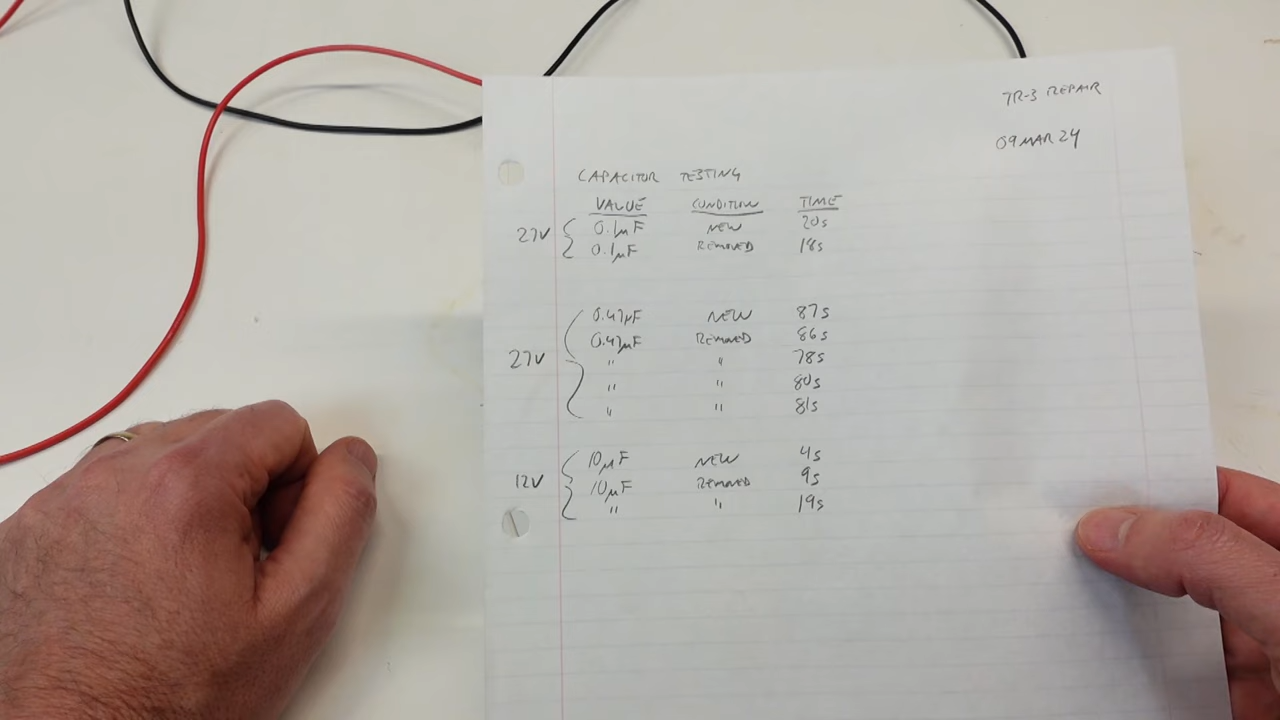 TR-3 REPAIR
09 MAR 24
CAPACITOR TESTING
VALUE CONDITION TIME
27V 0.1µF NEW 20s
0.1µF REMOVED 18s
0.47µF NEW 87s
0.47µF REMOVED 86s
27V " " 78s
" " 80s
" " 81s
10µF NEW 4s
12V 10µF REMOVED 9s
" " 19s